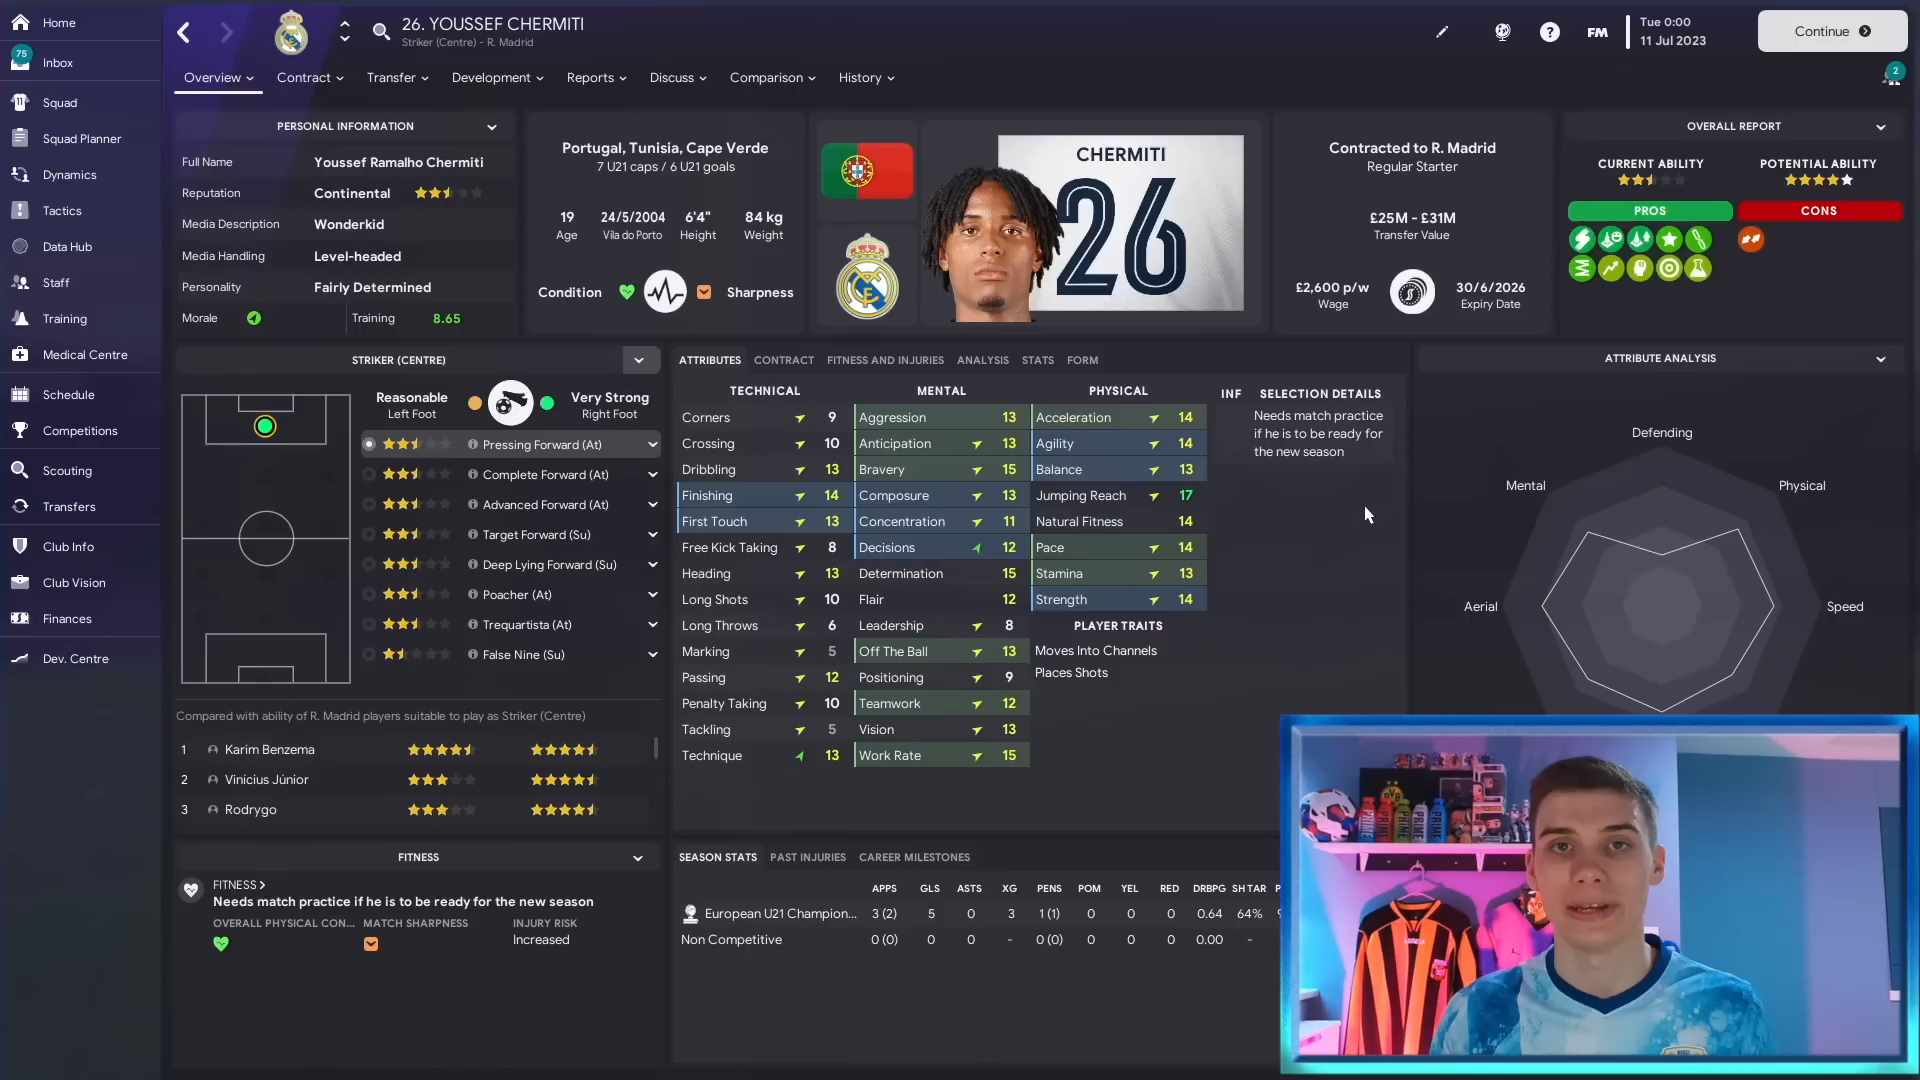 Home
75
Inbox
Squad
Squad Planner
Dynamics
Tactics
Data Hub
Staff
Training
Medical Centre
Schedule
Competitions
Scouting
Transfers
Club Info
Club Vision
Finances
Dev. Centre
26. YOUSSEF CHERMITI
Striker (Centre) - R. Madrid
FM
Tue 0:00
11 Jul 2023
Continue
2
Overview
Contract
Transfer
Development
Reports
Discuss
Comparison
History
PERSONAL INFORMATION
Full Name Youssef Ramalho Chermiti
Reputation Continental
Media Description Wonderkid
Media Handling Level-headed
Personality Fairly Determined
Morale Training 8.65
Portugal, Tunisia, Cape Verde
7 U21 caps / 6 U21 goals
19 24/5/2004 6'4" 84 kg
Age Vila do Porto Height Weight
Condition Sharpness
CHERMITI
26
Contracted to R. Madrid
Regular Starter
£25M - £31M
Transfer Value
£2,600 p/w 30/6/2026
Wage Expiry Date
OVERALL REPORT
CURRENT ABILITY POTENTIAL ABILITY
PROS CONS
STRIKER (CENTRE)
Reasonable Very Strong
Left Foot Right Foot
Pressing Forward (At)
Complete Forward (At)
Advanced Forward (At)
Target Forward (Su)
Deep Lying Forward (Su)
Poacher (At)
Trequartista (At)
False Nine (Su)
Compared with ability of R. Madrid players suitable to play as Striker (Centre)
1 Karim Benzema
2 Vinícius Júnior
3 Rodrygo
FITNESS
FITNESS
Needs match practice if he is to be ready for the new season
OVERALL PHYSICAL CON... MATCH SHARPNESS INJURY RISK
Increased
ATTRIBUTES CONTRACT FITNESS AND INJURIES ANALYSIS STATS FORM
TECHNICAL MENTAL PHYSICAL
Corners 9 Aggression 13 Acceleration 14
Crossing 10 Anticipation 13 Agility 14
Dribbling 13 Bravery 15 Balance 13
Finishing 14 Composure 13 Jumping Reach 17
First Touch 13 Concentration 11 Natural Fitness 14
Free Kick Taking 8 Decisions 12 Pace 14
Heading 13 Determination 15 Stamina 13
Long Shots 10 Flair 12 Strength 14
Long Throws 6 Leadership 8 PLAYER TRAITS
Marking 5 Off The Ball 13 Moves Into Channels
Passing 12 Positioning 9 Places Shots
Penalty Taking 10 Teamwork 12
Tackling 5 Vision 13
Technique 13 Work Rate 15
INF SELECTION DETAILS
Needs match practice
if he is to be ready for
the new season
ATTRIBUTE ANALYSIS
Defending
Mental Physical
Aerial Speed
SEASON STATS PAST INJURIES CAREER MILESTONES
APPS GLS ASTS XG PENS POM YEL RED DRBPG SH TAR
European U21 Champion... 3 (2) 5 0 3 1 (1) 0 0 0 0.64 64%
Non Competitive 0 (0) 0 0 - 0 (0) 0 0 0 0.00 -
PRIME
PRIME
PRIME